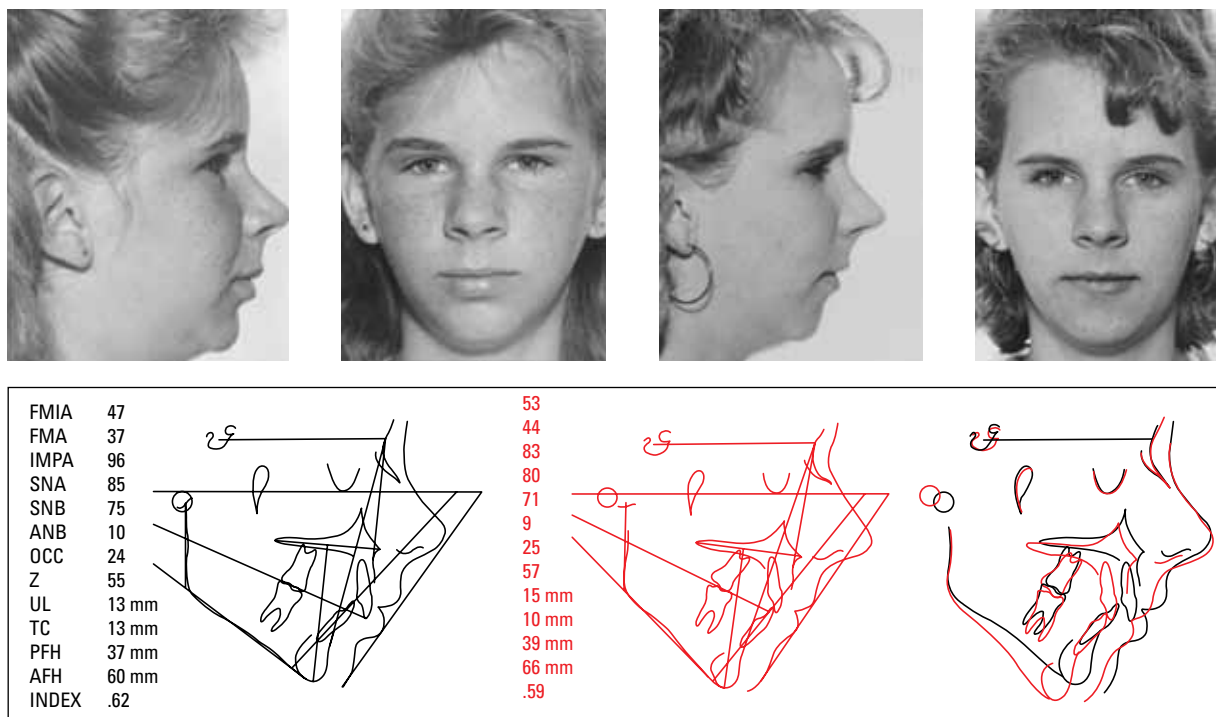 FMIA 47
FMA 37
IMPA 96
SNA 85
SNB 75
ANB 10
OCC 24
Z 55
UL 13 mm
TC 13 mm
PFH 37 mm
AFH 60 mm
INDEX .62
53
44
83
80
71
9
25
57
15 mm
10 mm
39 mm
66 mm
.59